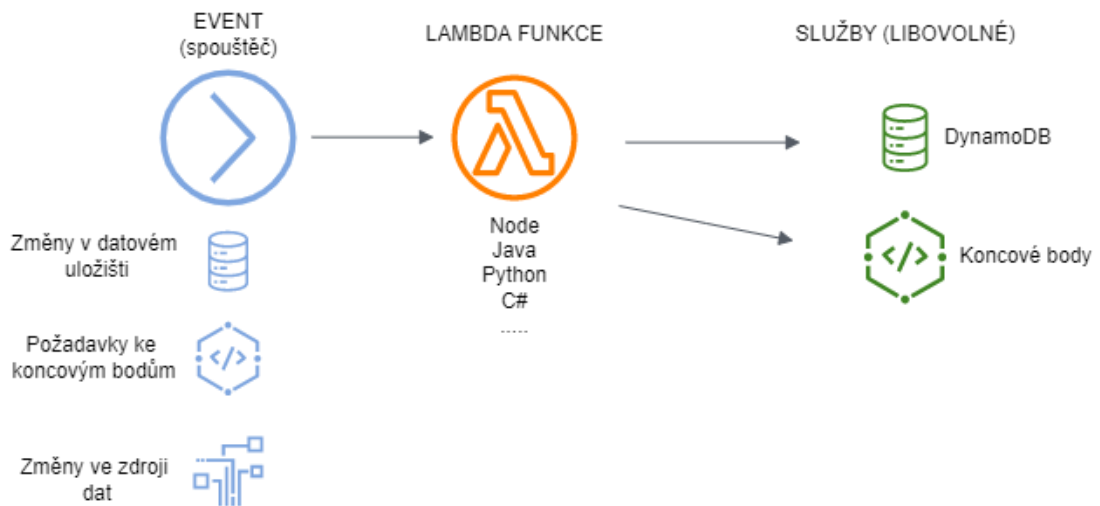 EVENT
(spouštěč)
LAMBDA FUNKCE
SLUŽBY (LIBOVOLNÉ)
DynamoDB
Node
Java
Python
C#
.....
Změny v datovém
uložišti
Koncové body
Požadavky ke
koncovým bodům
Změny ve zdroji
dat